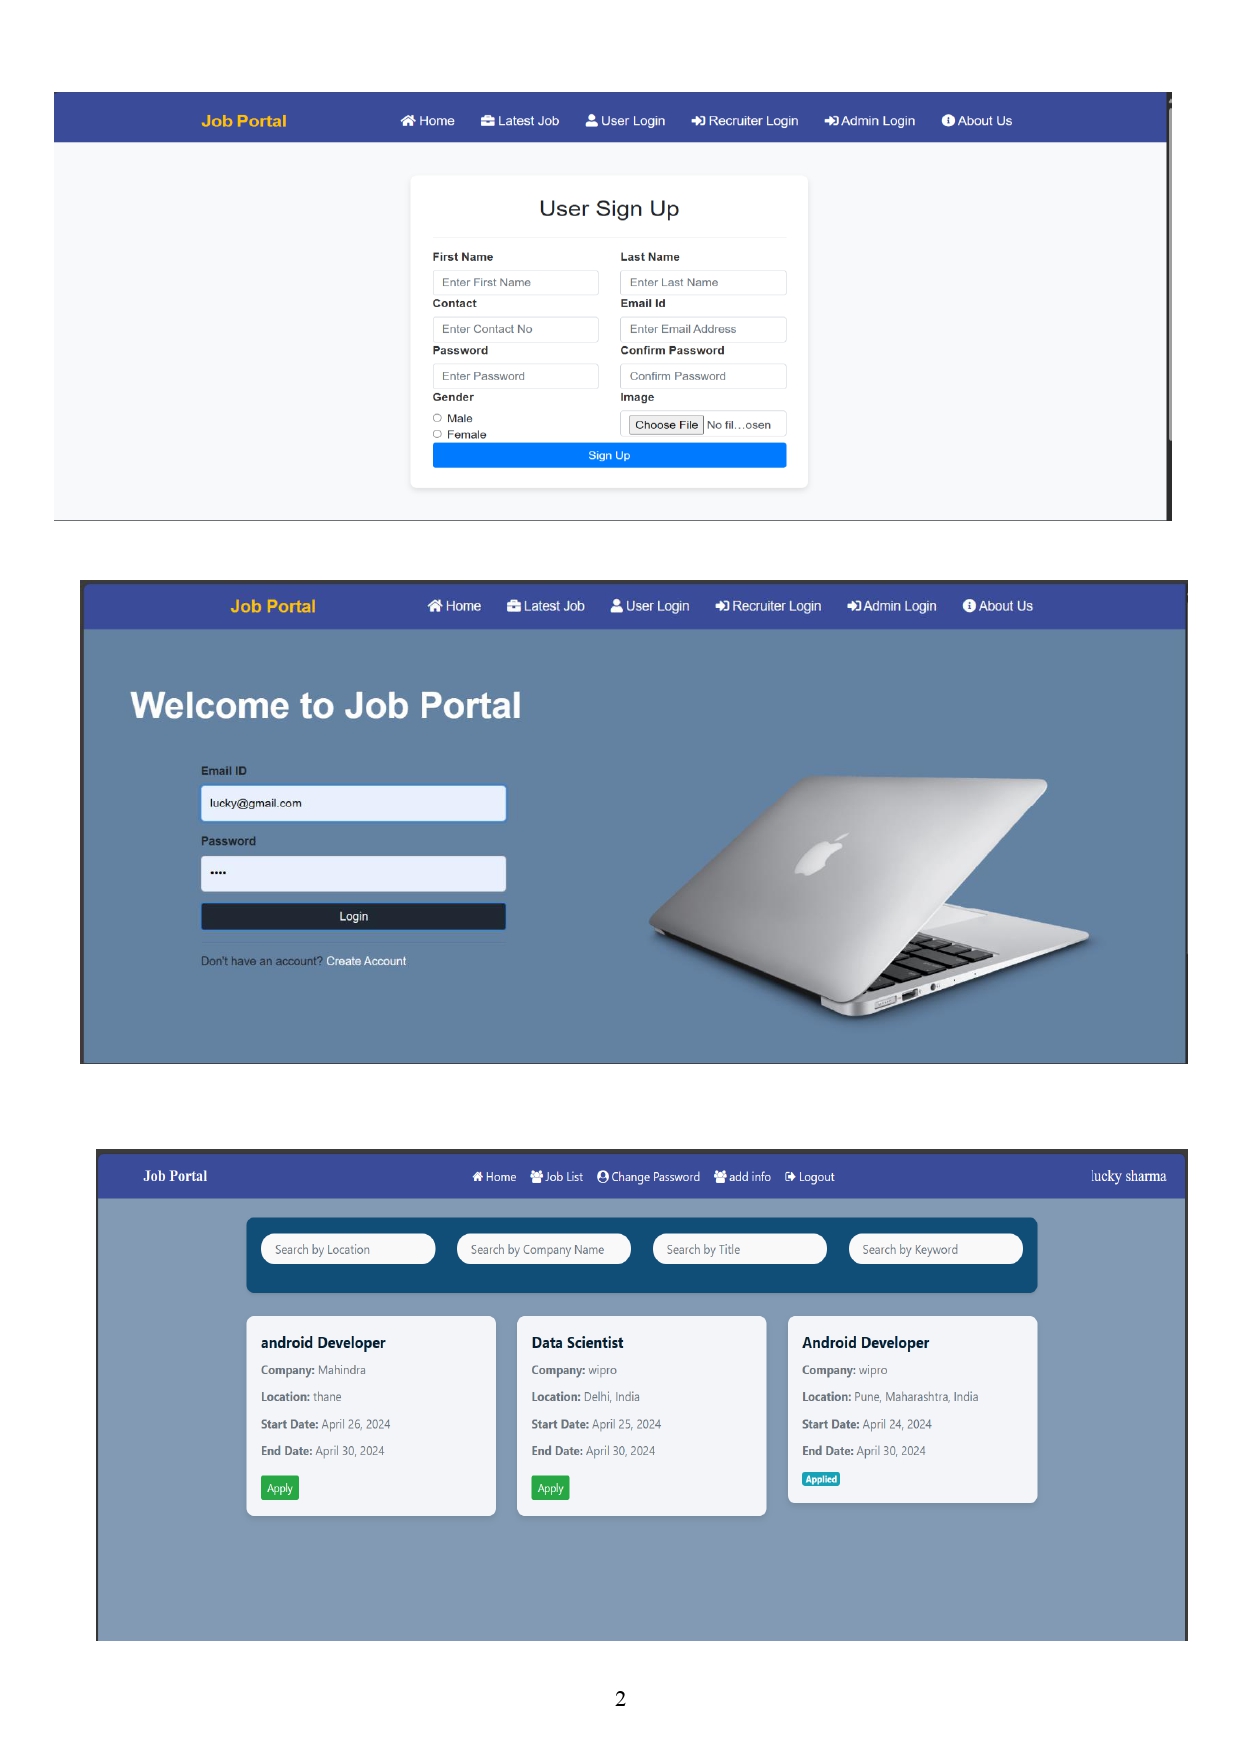 Job Portal Home Latest Job User Login Recruiter Login Admin Login About Us
User Sign Up
First Name Last Name
Enter First Name Enter Last Name
Contact Email Id
Enter Contact No Enter Email Address
Password Confirm Password
Enter Password Confirm Password
Gender Image
Male Choose File No fil...osen
Female
Sign Up
Job Portal Home Latest Job User Login Recruiter Login Admin Login About Us
Welcome to Job Portal
Email ID
lucky@gmail.com
Password
••••
Login
Don't have an account? Create Account
Job Portal Home Job List Change Password add info Logout lucky sharma
Search by Location Search by Company Name Search by Title Search by Keyword
android Developer Data Scientist Android Developer
Company: Mahindra Company: wipro Company: wipro
Location: thane Location: Delhi, India Location: Pune, Maharashtra, India
Start Date: April 26, 2024 Start Date: April 25, 2024 Start Date: April 24, 2024
End Date: April 30, 2024 End Date: April 30, 2024 End Date: April 30, 2024
Apply Apply Applied
2